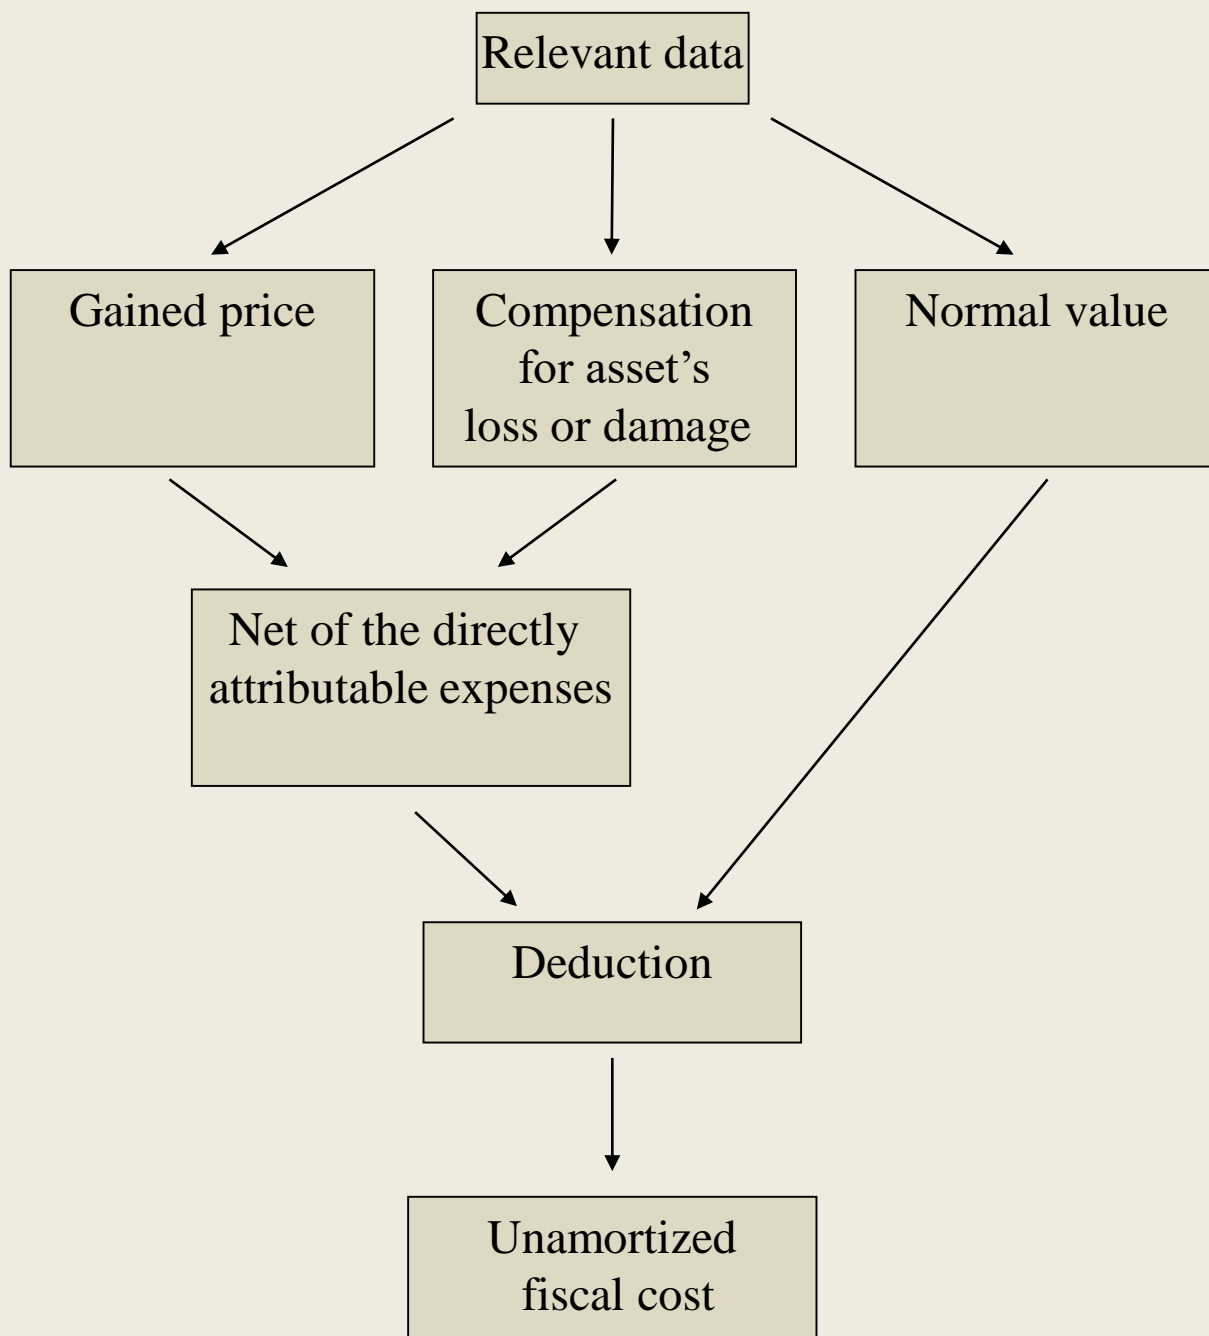 Relevant data
Gained price
Compensation
for asset's
loss or damage
Normal value
Net of the directly
attributable expenses
Deduction
Unamortized
fiscal cost